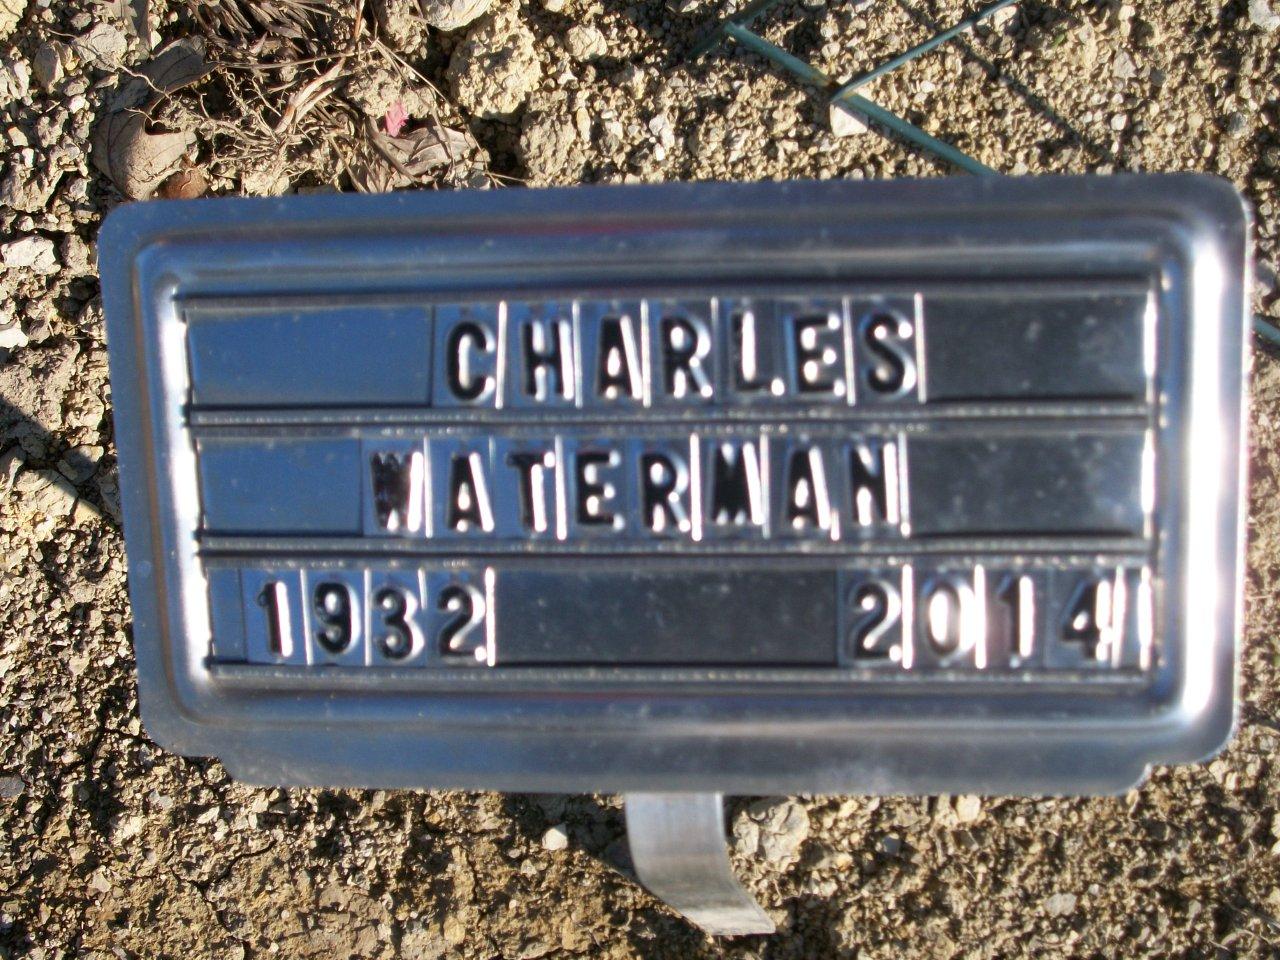 CHARLES
WATERMAN
1932 2014